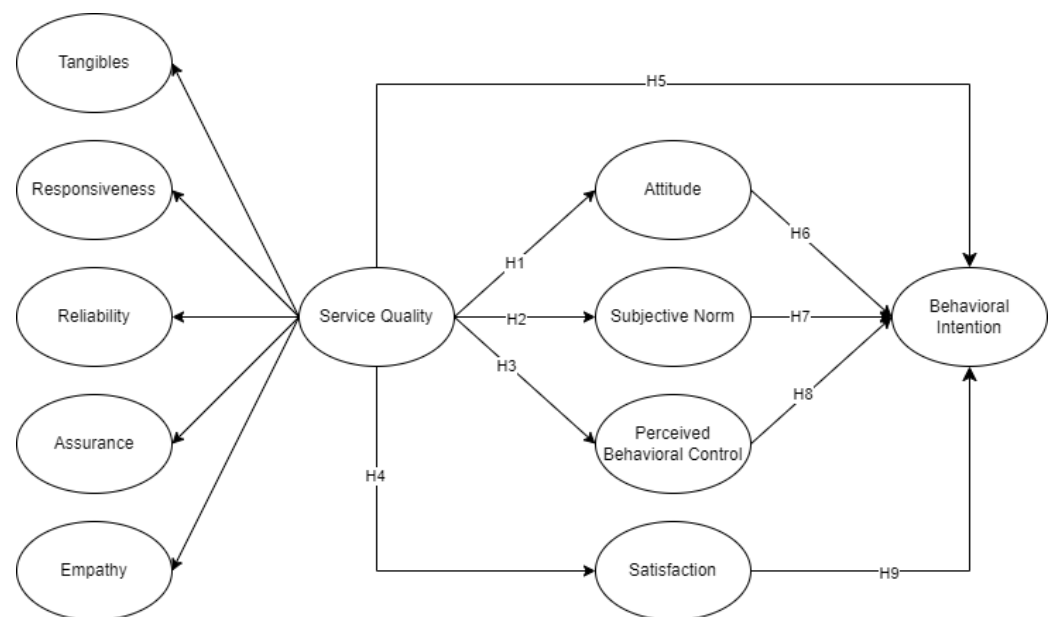 Tangibles
H5
Responsiveness
Attitude
H6
H1
Reliability
Service Quality
H2
Subjective Norm
H7
Behavioral
Intention
H3
H8
Assurance
Perceived
Behavioral Control
H4
Empathy
Satisfaction
H9